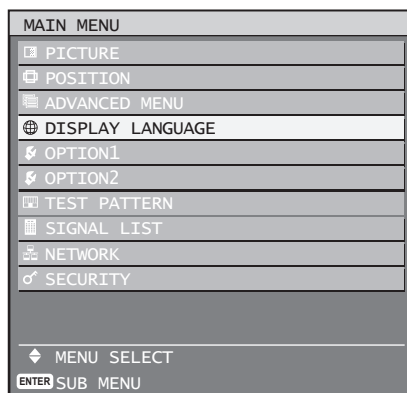 MAIN MENU
PICTURE
POSITION
ADVANCED MENU
DISPLAY LANGUAGE
OPTION1
OPTION2
TEST PATTERN
SIGNAL LIST
NETWORK
SECURITY
MENU SELECT
ENTER SUB MENU